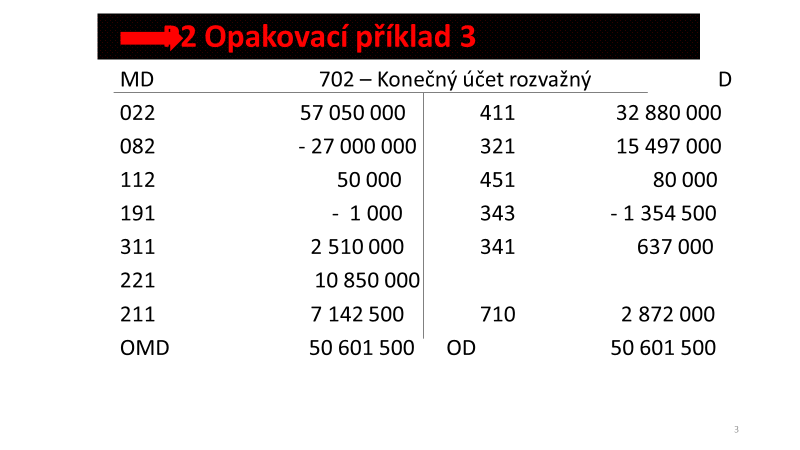 2 Opakovací příklad 3
MD 702 – Konečný účet rozvažný D
022 57 050 000 411 32 880 000
082 - 27 000 000 321 15 497 000
112 50 000 451 80 000
191 - 1 000 343 - 1 354 500
311 2 510 000 341 637 000
221 10 850 000
211 7 142 500 710 2 872 000
OMD 50 601 500 OD 50 601 500
3